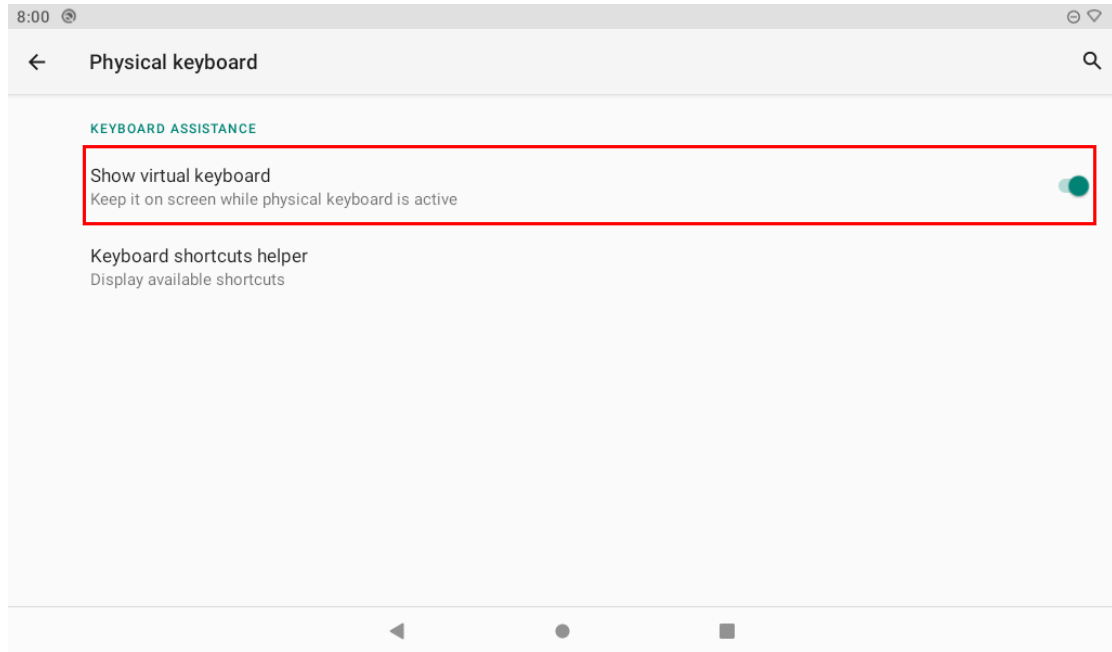 8:00
Physical keyboard
KEYBOARD ASSISTANCE
Show virtual keyboard
Keep it on screen while physical keyboard is active
Keyboard shortcuts helper
Display available shortcuts